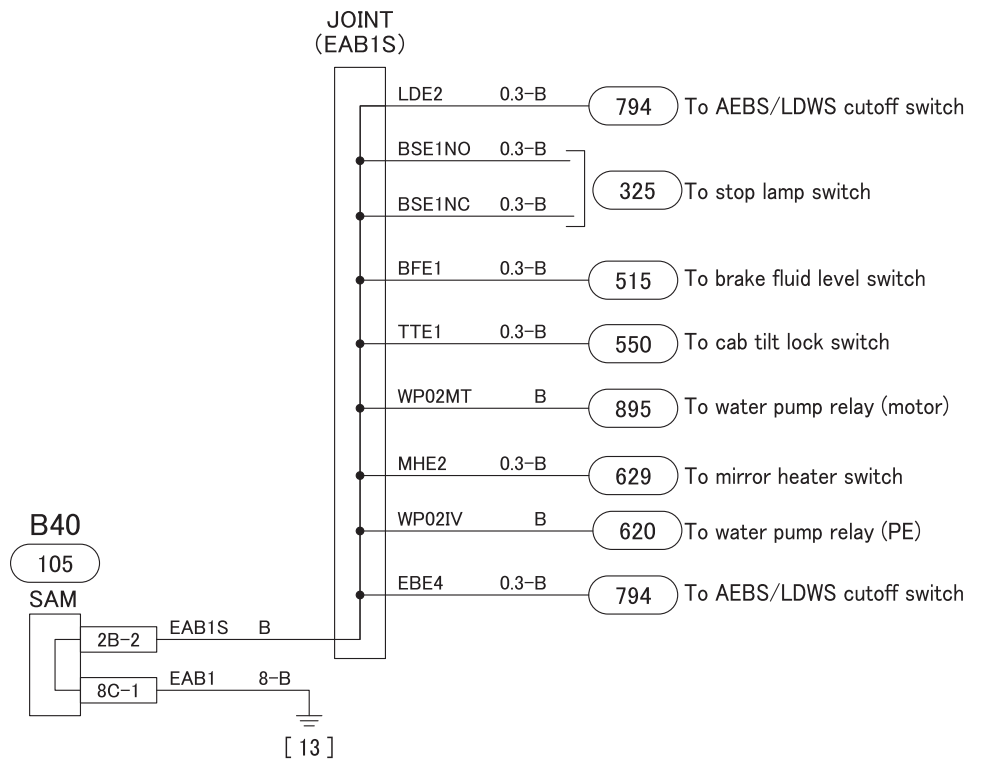 JOINT
(EAB1S)
LDE2 0.3-B 794 To AEBS/LDWS cutoff switch
BSE1NO 0.3-B
325 To stop lamp switch
BSE1NC 0.3-B
BFE1 0.3-B 515 To brake fluid level switch
TTE1 0.3-B 550 To cab tilt lock switch
WP02MT B 895 To water pump relay (motor)
MHE2 0.3-B 629 To mirror heater switch
WP02IV B 620 To water pump relay (PE)
B40
105
EBE4 0.3-B 794 To AEBS/LDWS cutoff switch
SAM
2B-2 EAB1S B
8C-1 EAB1 8-B
[ 13 ]